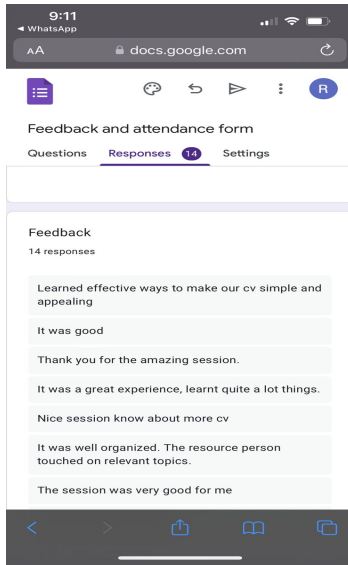 9:11
WhatsApp
AA
docs.google.com
R
Feedback and attendance form
Questions
Responses
14
Settings
Feedback
14 responses
Learned effective ways to make our cv simple and
appealing
It was good
Thank you for the amazing session.
It was a great experience, learnt quite a lot things.
Nice session know about more cv
It was well organized. The resource person
touched on relevant topics.
The session was very good for me